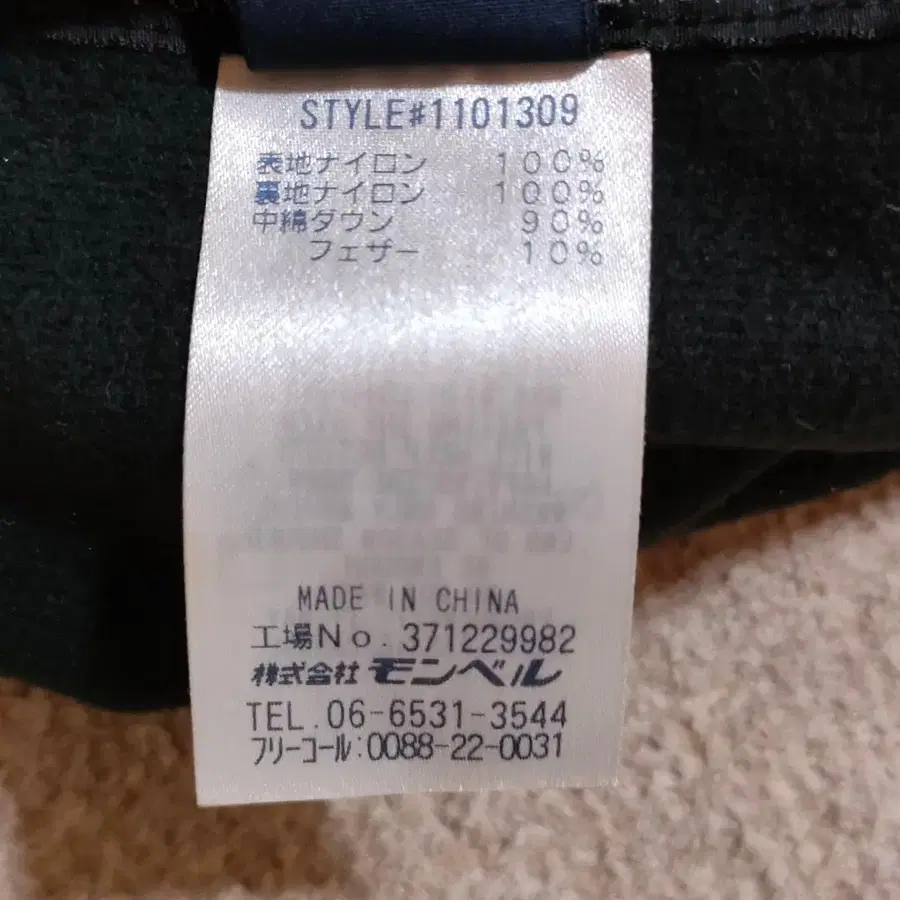 STYLE#1101309
表地ナイロン 100%
裏地ナイロン 100%
中綿ダウン 90%
フェザー 10%
MADE IN CHINA
工場No.371229982
株式会社 モンベル
TEL.06-6531-3544
フリーコール:0088-22-0031